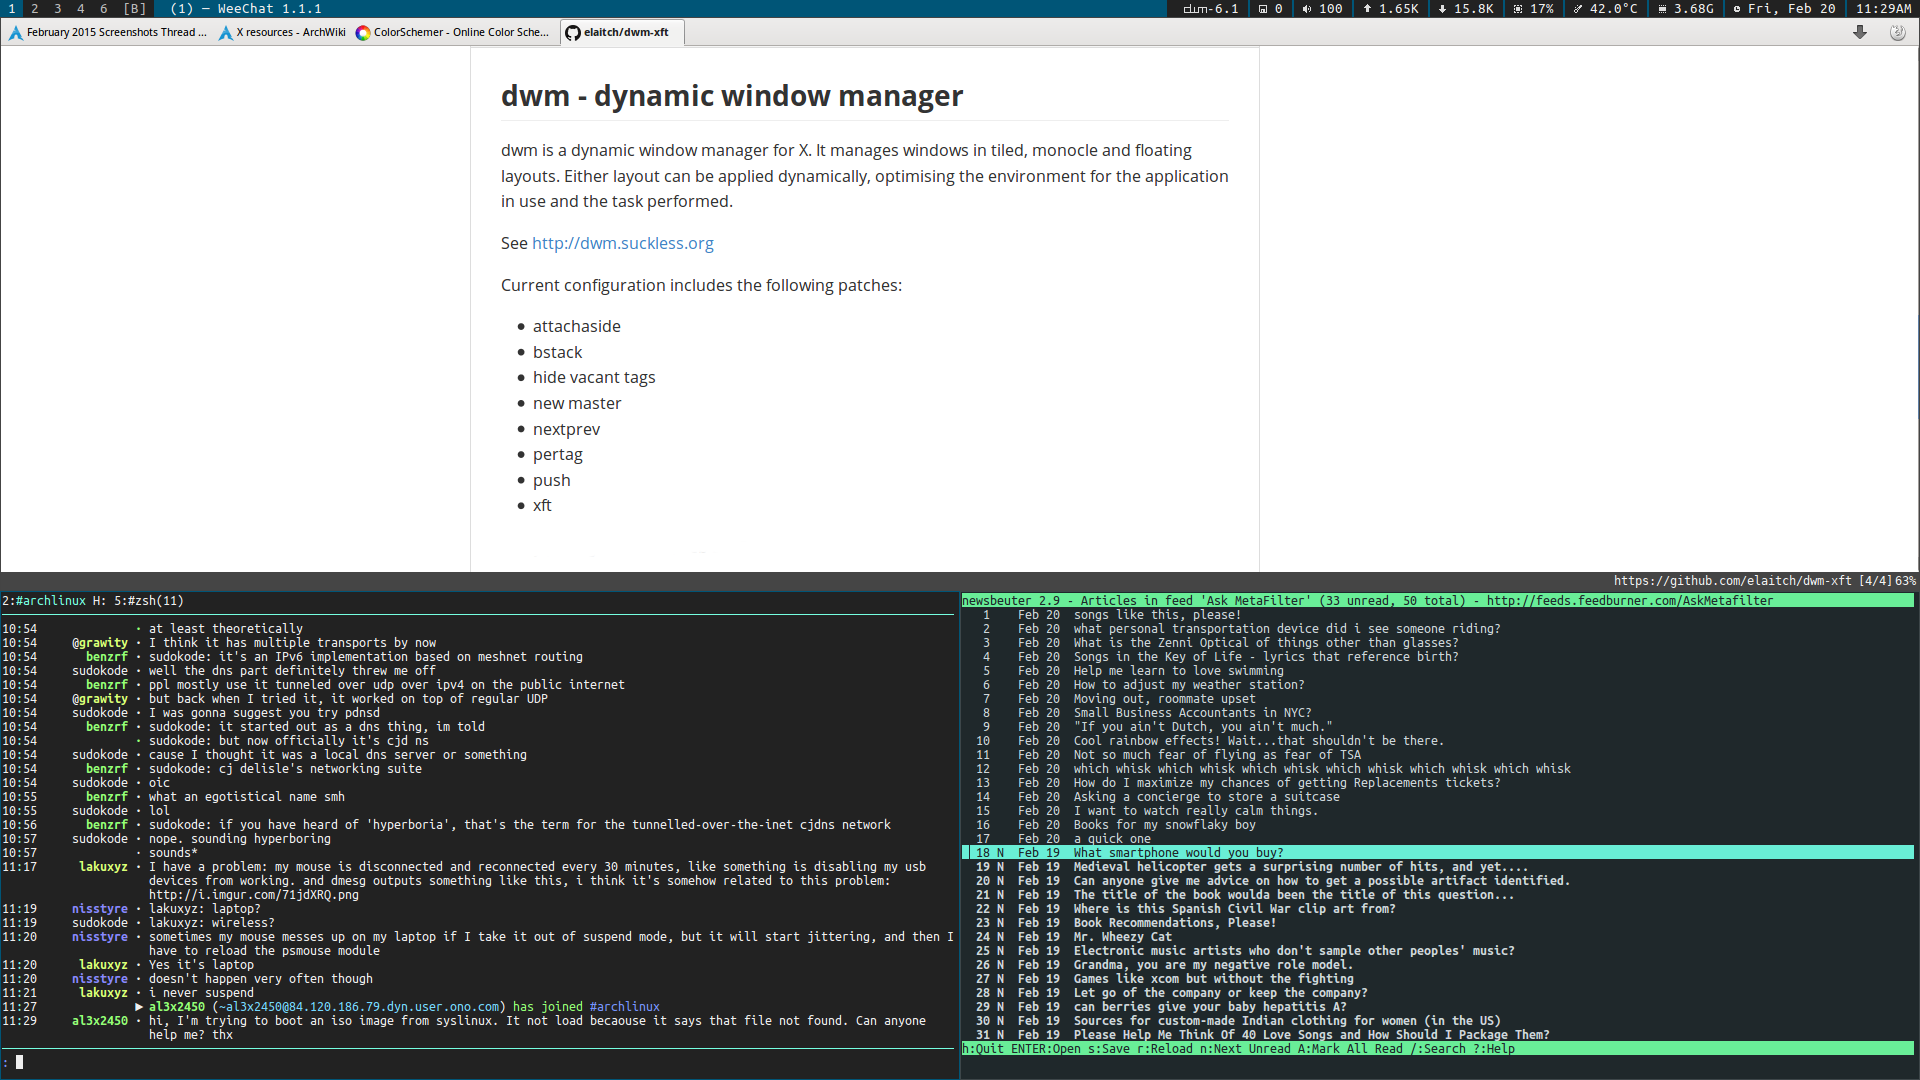 1 2 3 4 6 [B] (1) — WeeChat 1.1.1 dwm-6.1 0 100 1.65K 15.8K 17% 42.0°C 3.68G Fri, Feb 20 11:29AM
February 2015 Screenshots Thread ... X resources - ArchWiki ColorSchemer - Online Color Sche... elaitch/dwm-xft
dwm - dynamic window manager
dwm is a dynamic window manager for X. It manages windows in tiled, monocle and floating
layouts. Either layout can be applied dynamically, optimising the environment for the application
in use and the task performed.
See http://dwm.suckless.org
Current configuration includes the following patches:
• attachaside
• bstack
• hide vacant tags
• new master
• nextprev
• pertag
• push
• xft
https://github.com/elaitch/dwm-xft [4/4] 63%
2:#archlinux H: 5:#zsh(11)
10:54 · at least theoretically
10:54 @grawity · I think it has multiple transports by now
10:54 benzrf · sudokode: it's an IPv6 implementation based on meshnet routing
10:54 sudokode · well the dns part definitely threw me off
10:54 benzrf · ppl mostly use it tunneled over udp over ipv4 on the public internet
10:54 @grawity · but back when I tried it, it worked on top of regular UDP
10:54 sudokode · I was gonna suggest you try pdnsd
10:54 benzrf · sudokode: it started out as a dns thing, im told
10:54 · sudokode: but now officially it's cjd ns
10:54 sudokode · cause I thought it was a local dns server or something
10:54 benzrf · sudokode: cj delisle's networking suite
10:54 sudokode · oic
10:55 benzrf · what an egotistical name smh
10:55 sudokode · lol
10:56 benzrf · sudokode: if you have heard of 'hyperboria', that's the term for the tunnelled-over-the-inet cjdns network
10:57 sudokode · nope. sounding hyperboring
10:57 · sounds*
11:17 lakuxyz · I have a problem: my mouse is disconnected and reconnected every 30 minutes, like something is disabling my usb
devices from working. and dmesg outputs something like this, i think it's somehow related to this problem:
http://i.imgur.com/71jdXRQ.png
11:19 nisstyre · lakuxyz: laptop?
11:19 sudokode · lakuxyz: wireless?
11:20 nisstyre · sometimes my mouse messes up on my laptop if I take it out of suspend mode, but it will start jittering, and then I
have to reload the psmouse module
11:20 lakuxyz · Yes it's laptop
11:20 nisstyre · doesn't happen very often though
11:21 lakuxyz · i never suspend
11:27 ▶ al3x2450 (~al3x2450@84.120.186.79.dyn.user.ono.com) has joined #archlinux
11:29 al3x2450 · hi, I'm trying to boot an iso image from syslinux. It not load becaouse it says that file not found. Can anyone
help me? thx
:
newsbeuter 2.9 - Articles in feed 'Ask MetaFilter' (33 unread, 50 total) - http://feeds.feedburner.com/AskMetafilter
1 Feb 20 songs like this, please!
2 Feb 20 what personal transportation device did i see someone riding?
3 Feb 20 What is the Zenni Optical of things other than glasses?
4 Feb 20 Songs in the Key of Life - lyrics that reference birth?
5 Feb 20 Help me learn to love swimming
6 Feb 20 How to adjust my weather station?
7 Feb 20 Moving out, roommate upset
8 Feb 20 Small Business Accountants in NYC?
9 Feb 20 "If you ain't Dutch, you ain't much."
10 Feb 20 Cool rainbow effects! Wait...that shouldn't be there.
11 Feb 20 Not so much fear of flying as fear of TSA
12 Feb 20 which whisk which whisk which whisk which whisk which whisk which whisk
13 Feb 20 How do I maximize my chances of getting Replacements tickets?
14 Feb 20 Asking a concierge to store a suitcase
15 Feb 20 I want to watch really calm things.
16 Feb 20 Books for my snowflaky boy
17 Feb 20 a quick one
18 N Feb 19 What smartphone would you buy?
19 N Feb 19 Medieval helicopter gets a surprising number of hits, and yet....
20 N Feb 19 Can anyone give me advice on how to get a possible artifact identified.
21 N Feb 19 The title of the book woulda been the title of this question...
22 N Feb 19 Where is this Spanish Civil War clip art from?
23 N Feb 19 Book Recommendations, Please!
24 N Feb 19 Mr. Wheezy Cat
25 N Feb 19 Electronic music artists who don't sample other peoples' music?
26 N Feb 19 Grandma, you are my negative role model.
27 N Feb 19 Games like xcom but without the fighting
28 N Feb 19 Let go of the company or keep the company?
29 N Feb 19 can berries give your baby hepatitis A?
30 N Feb 19 Sources for custom-made Indian clothing for women (in the US)
31 N Feb 19 Please Help Me Think Of 40 Love Songs and How Should I Package Them?
h:Quit ENTER:Open s:Save r:Reload n:Next Unread A:Mark All Read /:Search ?:Help